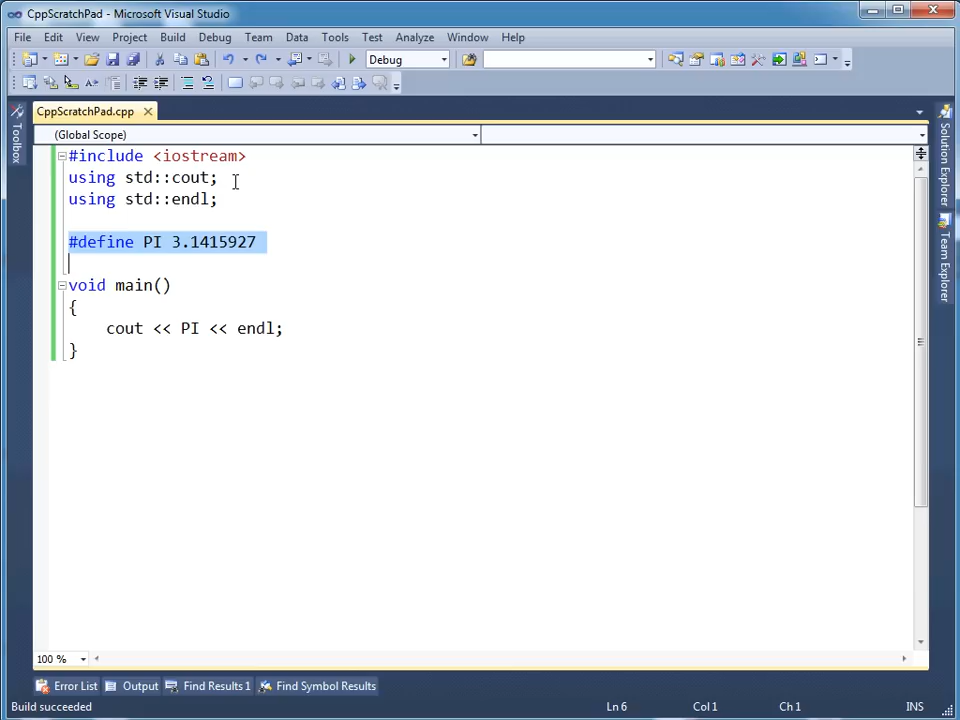 CppScratchPad - Microsoft Visual Studio
File Edit View Project Build Debug Team Data Tools Test Analyze Window Help
Debug
CppScratchPad.cpp
(Global Scope)
Toolbox
Solution Explorer
Team Explorer
#include <iostream>
using std::cout;
using std::endl;
#define PI 3.1415927
void main()
{
cout << PI << endl;
}
100 %
Error List Output Find Results 1 Find Symbol Results
Build succeeded Ln 6 Col 1 Ch 1 INS